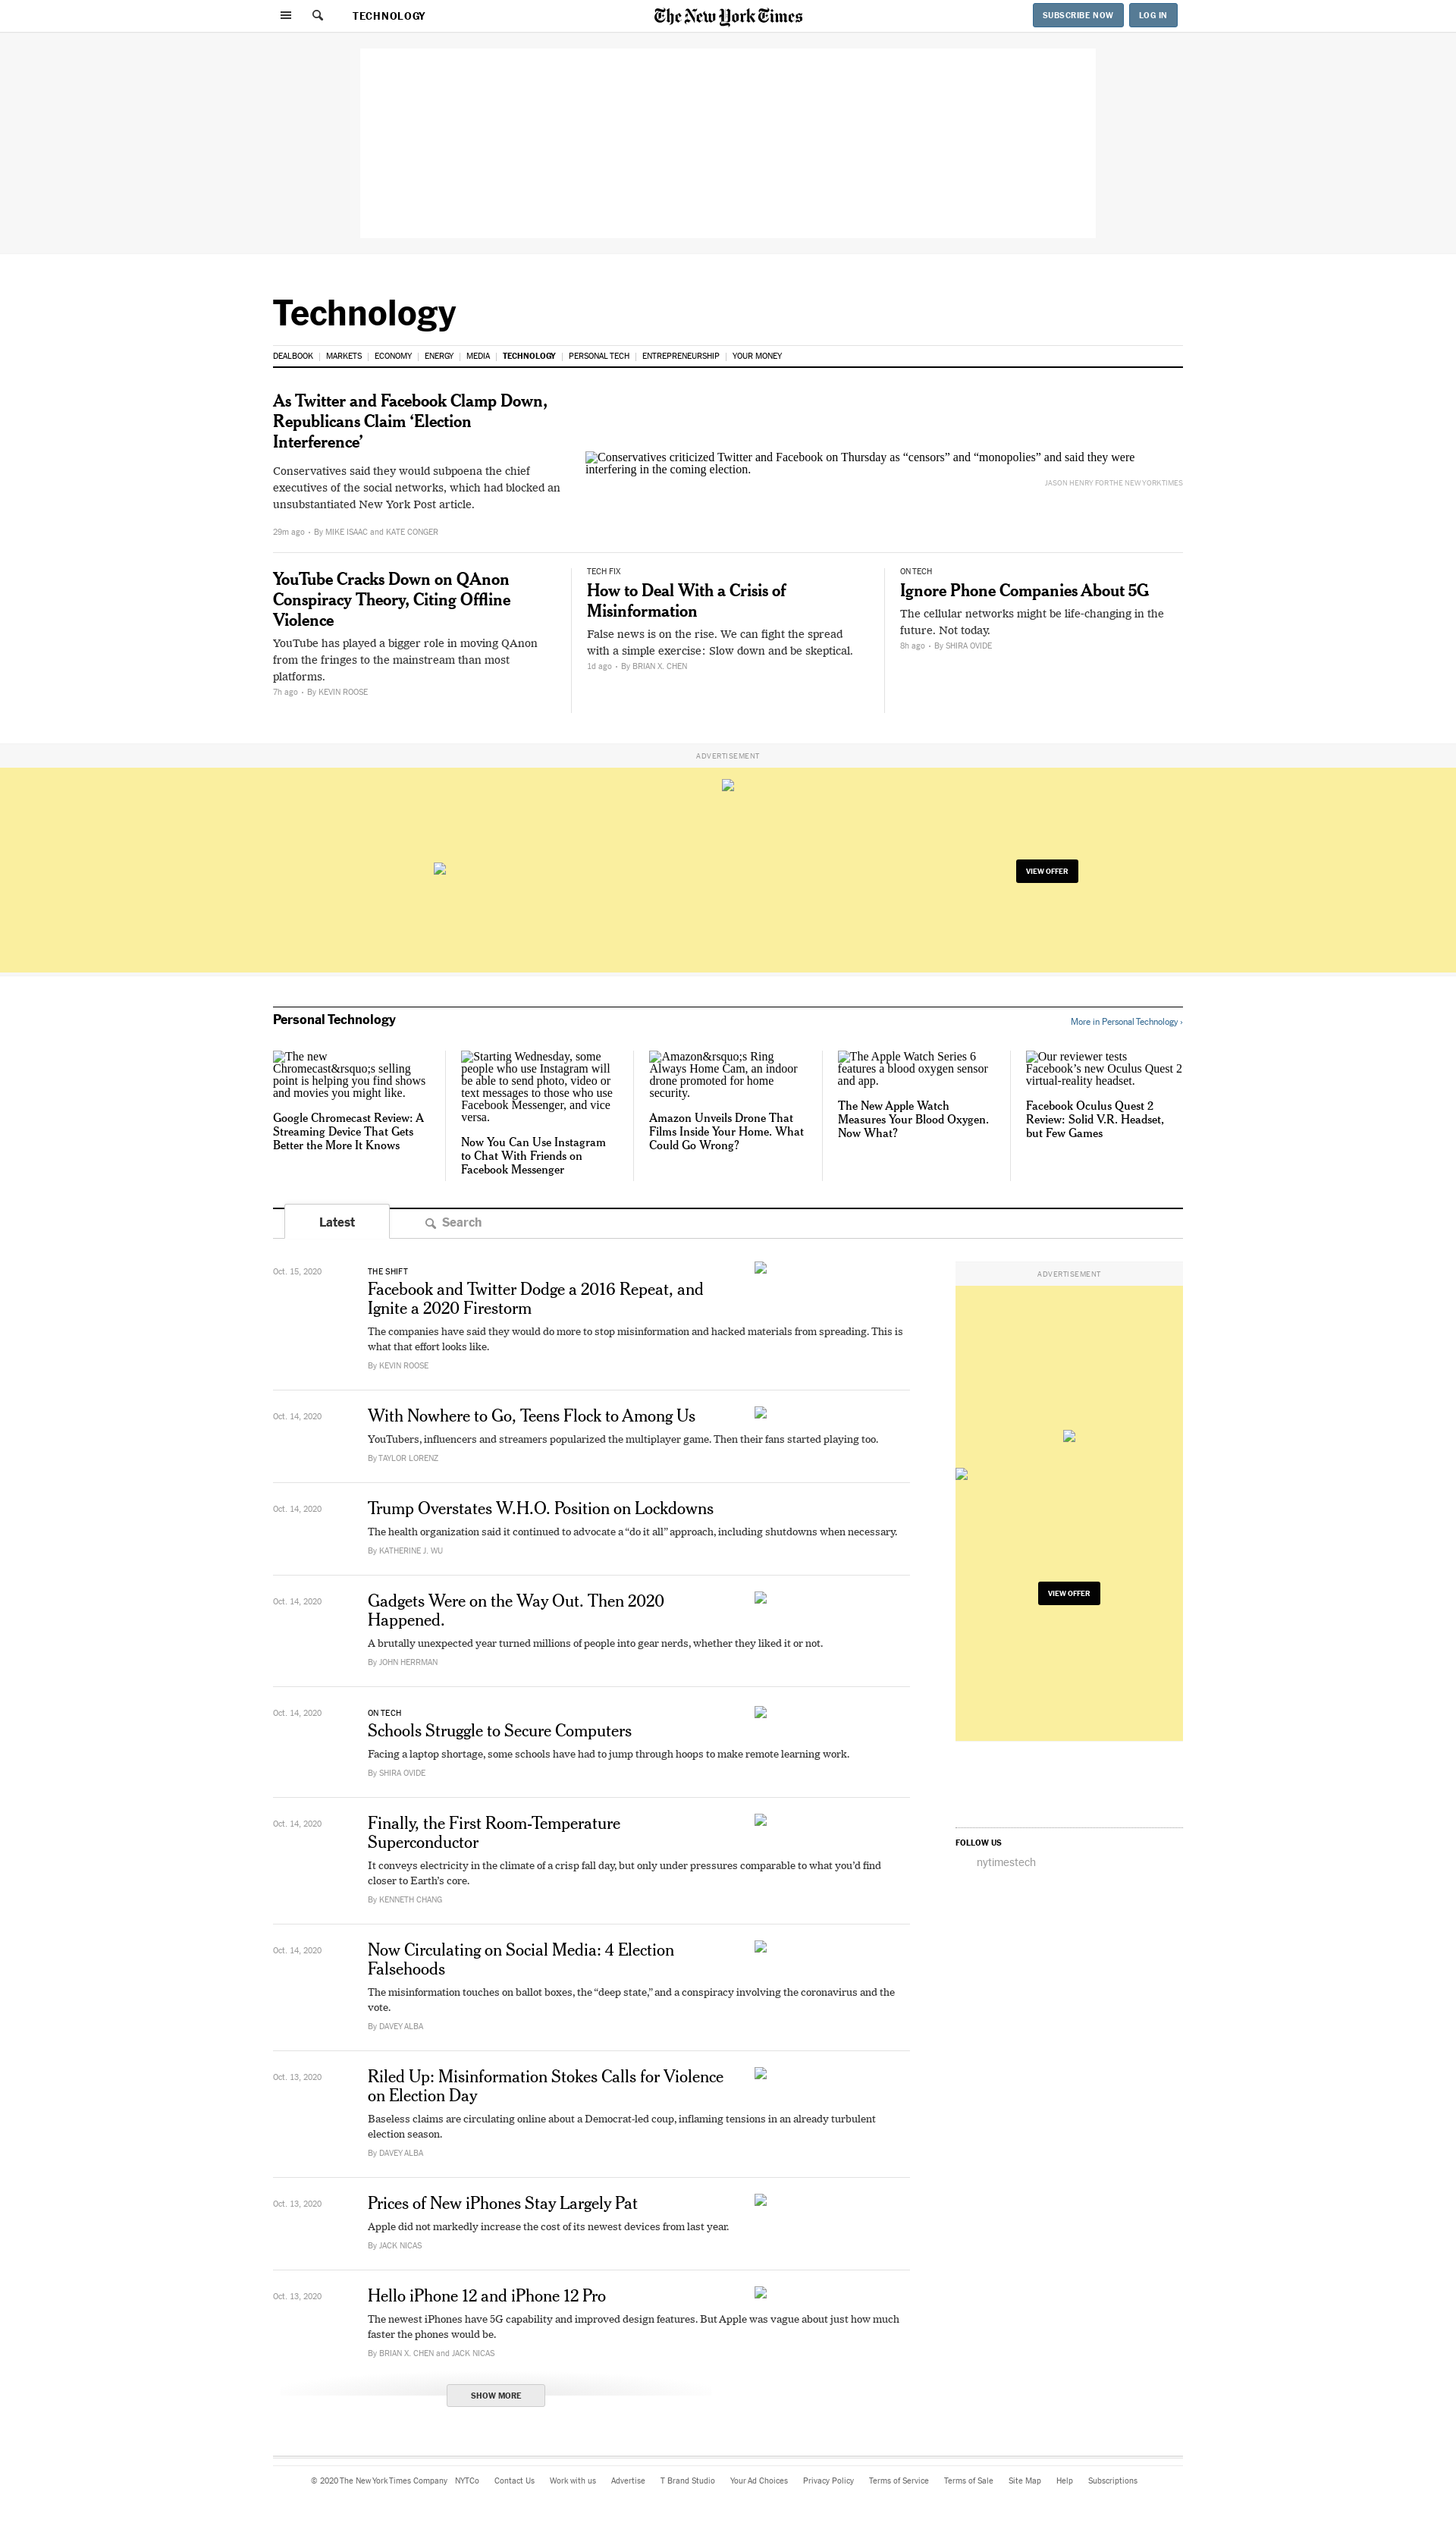 TECHNOLOGY
The New York Times
SUBSCRIBE NOW
LOG IN
Technology
DEALBOOK | MARKETS | ECONOMY | ENERGY | MEDIA | TECHNOLOGY | PERSONAL TECH | ENTREPRENEURSHIP | YOUR MONEY
As Twitter and Facebook Clamp Down,
Republicans Claim ‘Election
Interference’
Conservatives said they would subpoena the chief
executives of the social networks, which had blocked an
unsubstantiated New York Post article.
29m ago • By MIKE ISAAC and KATE CONGER
Conservatives criticized Twitter and Facebook on Thursday as “censors” and “monopolies” and said they were
interfering in the coming election.
JASON HENRY FOR THE NEW YORK TIMES
YouTube Cracks Down on QAnon
Conspiracy Theory, Citing Offline
Violence
YouTube has played a bigger role in moving QAnon
from the fringes to the mainstream than most
platforms.
7h ago • By KEVIN ROOSE
TECH FIX
How to Deal With a Crisis of
Misinformation
False news is on the rise. We can fight the spread
with a simple exercise: Slow down and be skeptical.
1d ago • By BRIAN X. CHEN
ON TECH
Ignore Phone Companies About 5G
The cellular networks might be life-changing in the
future. Not today.
8h ago • By SHIRA OVIDE
ADVERTISEMENT
VIEW OFFER
Personal Technology
More in Personal Technology ›
The new
Chromecast&rsquo;s selling
point is helping you find shows
and movies you might like.
Google Chromecast Review: A
Streaming Device That Gets
Better the More It Knows
Starting Wednesday, some
people who use Instagram will
be able to send photo, video or
text messages to those who use
Facebook Messenger, and vice
versa.
Now You Can Use Instagram
to Chat With Friends on
Facebook Messenger
Amazon&rsquo;s Ring
Always Home Cam, an indoor
drone promoted for home
security.
Amazon Unveils Drone That
Films Inside Your Home. What
Could Go Wrong?
The Apple Watch Series 6
features a blood oxygen sensor
and app.
The New Apple Watch
Measures Your Blood Oxygen.
Now What?
Our reviewer tests
Facebook’s new Oculus Quest 2
virtual-reality headset.
Facebook Oculus Quest 2
Review: Solid V.R. Headset,
but Few Games
Latest
Search
Oct. 15, 2020
THE SHIFT
Facebook and Twitter Dodge a 2016 Repeat, and
Ignite a 2020 Firestorm
The companies have said they would do more to stop misinformation and hacked materials from spreading. This is
what that effort looks like.
By KEVIN ROOSE
Oct. 14, 2020
With Nowhere to Go, Teens Flock to Among Us
YouTubers, influencers and streamers popularized the multiplayer game. Then their fans started playing too.
By TAYLOR LORENZ
Oct. 14, 2020
Trump Overstates W.H.O. Position on Lockdowns
The health organization said it continued to advocate a “do it all” approach, including shutdowns when necessary.
By KATHERINE J. WU
Oct. 14, 2020
Gadgets Were on the Way Out. Then 2020
Happened.
A brutally unexpected year turned millions of people into gear nerds, whether they liked it or not.
By JOHN HERRMAN
Oct. 14, 2020
ON TECH
Schools Struggle to Secure Computers
Facing a laptop shortage, some schools have had to jump through hoops to make remote learning work.
By SHIRA OVIDE
Oct. 14, 2020
Finally, the First Room-Temperature
Superconductor
It conveys electricity in the climate of a crisp fall day, but only under pressures comparable to what you’d find
closer to Earth’s core.
By KENNETH CHANG
Oct. 14, 2020
Now Circulating on Social Media: 4 Election
Falsehoods
The misinformation touches on ballot boxes, the “deep state,” and a conspiracy involving the coronavirus and the
vote.
By DAVEY ALBA
Oct. 13, 2020
Riled Up: Misinformation Stokes Calls for Violence
on Election Day
Baseless claims are circulating online about a Democrat-led coup, inflaming tensions in an already turbulent
election season.
By DAVEY ALBA
Oct. 13, 2020
Prices of New iPhones Stay Largely Pat
Apple did not markedly increase the cost of its newest devices from last year.
By JACK NICAS
Oct. 13, 2020
Hello iPhone 12 and iPhone 12 Pro
The newest iPhones have 5G capability and improved design features. But Apple was vague about just how much
faster the phones would be.
By BRIAN X. CHEN and JACK NICAS
SHOW MORE
ADVERTISEMENT
VIEW OFFER
FOLLOW US
nytimestech
© 2020 The New York Times Company NYTCo Contact Us Work with us Advertise T Brand Studio Your Ad Choices Privacy Policy Terms of Service Terms of Sale Site Map Help Subscriptions